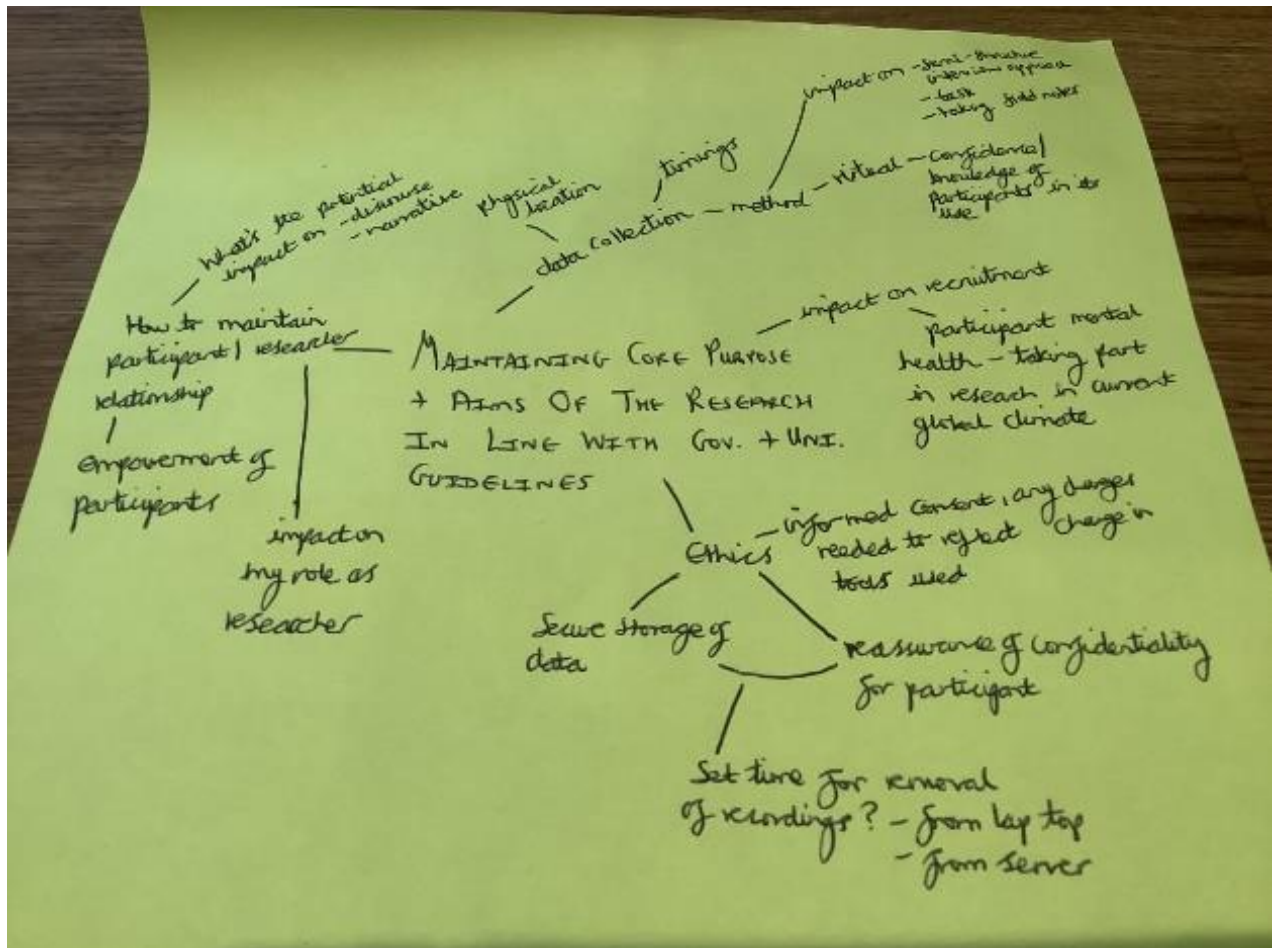 impact on - semi-structure
interview approach
- task
- taking field notes
timings
physical
location
data collection - method - virtual - confidence/
knowledge of
participants in its
use
What's the potential
impact on - discourse
- narrative
How to maintain
participant/researcher
relationship
empowerment of
participants
impact on
my role as
researcher
MAINTAINING CORE PURPOSE
+ AIMS OF THE RESEARCH
IN LINE WITH GOV. + UNI.
GUIDELINES
impact on recruitment
participant mental
health - taking part
in research in current
global climate
Ethics - informed consent, any changes
needed to reflect change in
tools used
Secure storage of
data
reassurance of confidentiality
for participant
Set time for removal
of recordings? - from lap top
- from server